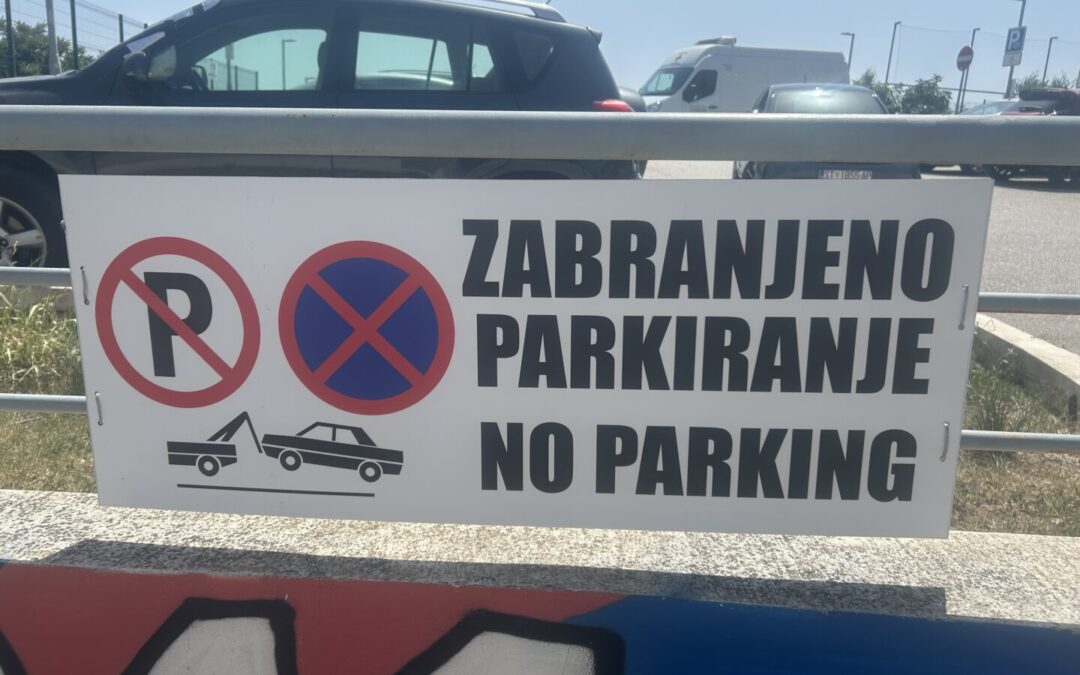 P
ZABRANJENO
PARKIRANJE
NO PARKING
P